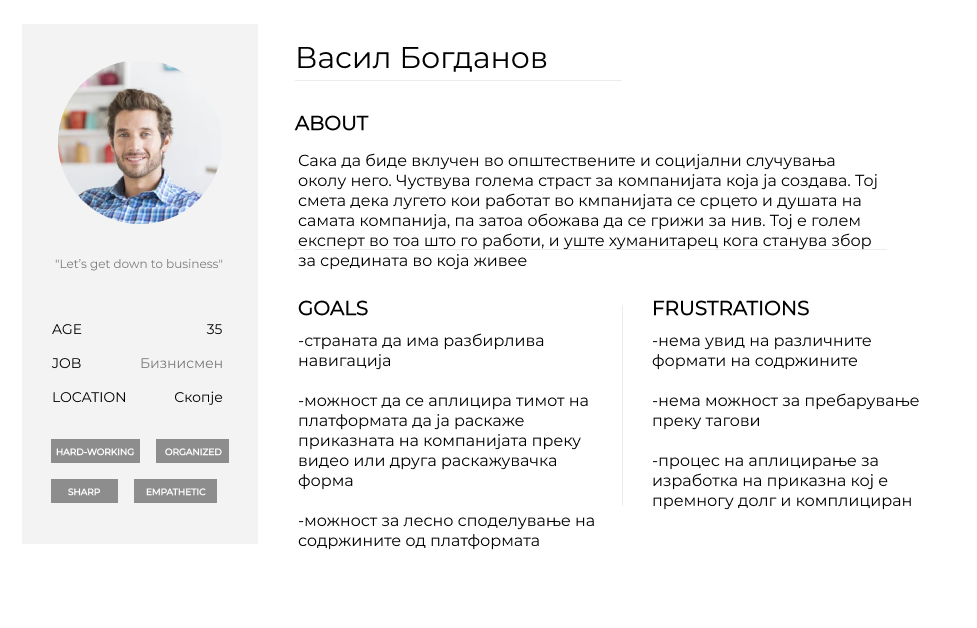 Васил Богданов
ABOUT
Сака да биде вклучен во општествените и социјални случувања
околу него. Чуствува голема страст за компанијата која ја создава. Тој
смета дека лугето кои работат во кмпанијата се срцето и душата на
самата компанија, па затоа обожава да се грижи за нив. Тој е голем
експерт во тоа што го работи, и уште хуманитарец кога станува збор
за средината во која живее
"Let's get down to business"
AGE 35
JOB Бизнисмен
LOCATION Скопје
HARD-WORKING ORGANIZED
SHARP EMPATHETIC
GOALS
-страната да има разбирлива
навигација
-можност да се аплицира тимот на
платформата да ја раскаже
приказната на компанијата преку
видео или друга раскажувачка
форма
-можност за лесно споделување на
содржините од платформата
FRUSTRATIONS
-нема увид на различните
формати на содржините
-нема можност за пребарување
преку тагови
-процес на аплицирање за
изработка на приказна кој е
премногу долг и комплициран